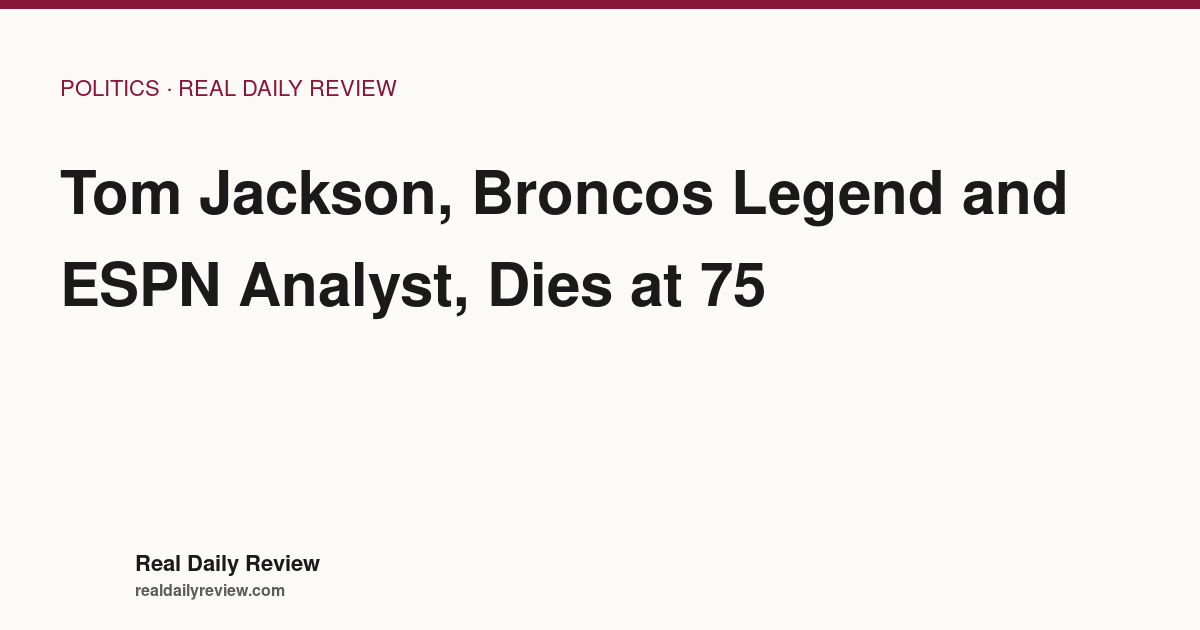 POLITICS · REAL DAILY REVIEW
Tom Jackson, Broncos Legend and
ESPN Analyst, Dies at 75
Real Daily Review
realdailyreview.com